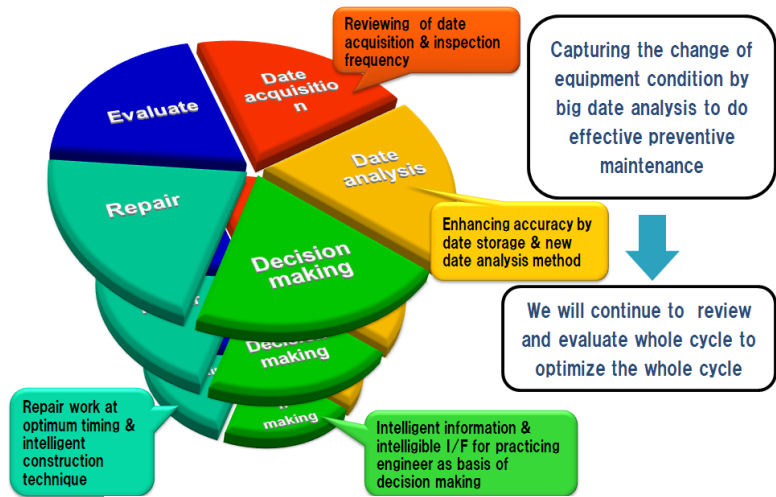 Reviewing of date
acquisition & inspection
frequency
Capturing the change of
equipment condition by
big date analysis to do
effective preventive
maintenance
Date
acquisitio
n
Evaluate
Date
analysis
Repair
Enhancing accuracy by
date storage & new
date analysis method
Decision
making
We will continue to review
and evaluate whole cycle to
optimize the whole cycle
Decision
making
making
Repair work at
optimum timing &
intelligent
construction
technique
Intelligent information &
intelligible I/F for practicing
engineer as basis of
decision making